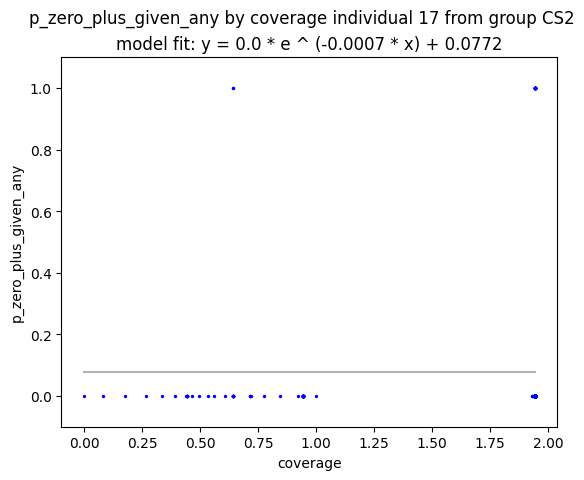 p_zero_plus_given_any by coverage individual 17 from group CS2
model fit: y = 0.0 * e ^ (-0.0007 * x) + 0.0772
1.0
0.8
0.6
0.4
0.2
0.0
p_zero_plus_given_any
0.00 0.25 0.50 0.75 1.00 1.25 1.50 1.75 2.00
coverage